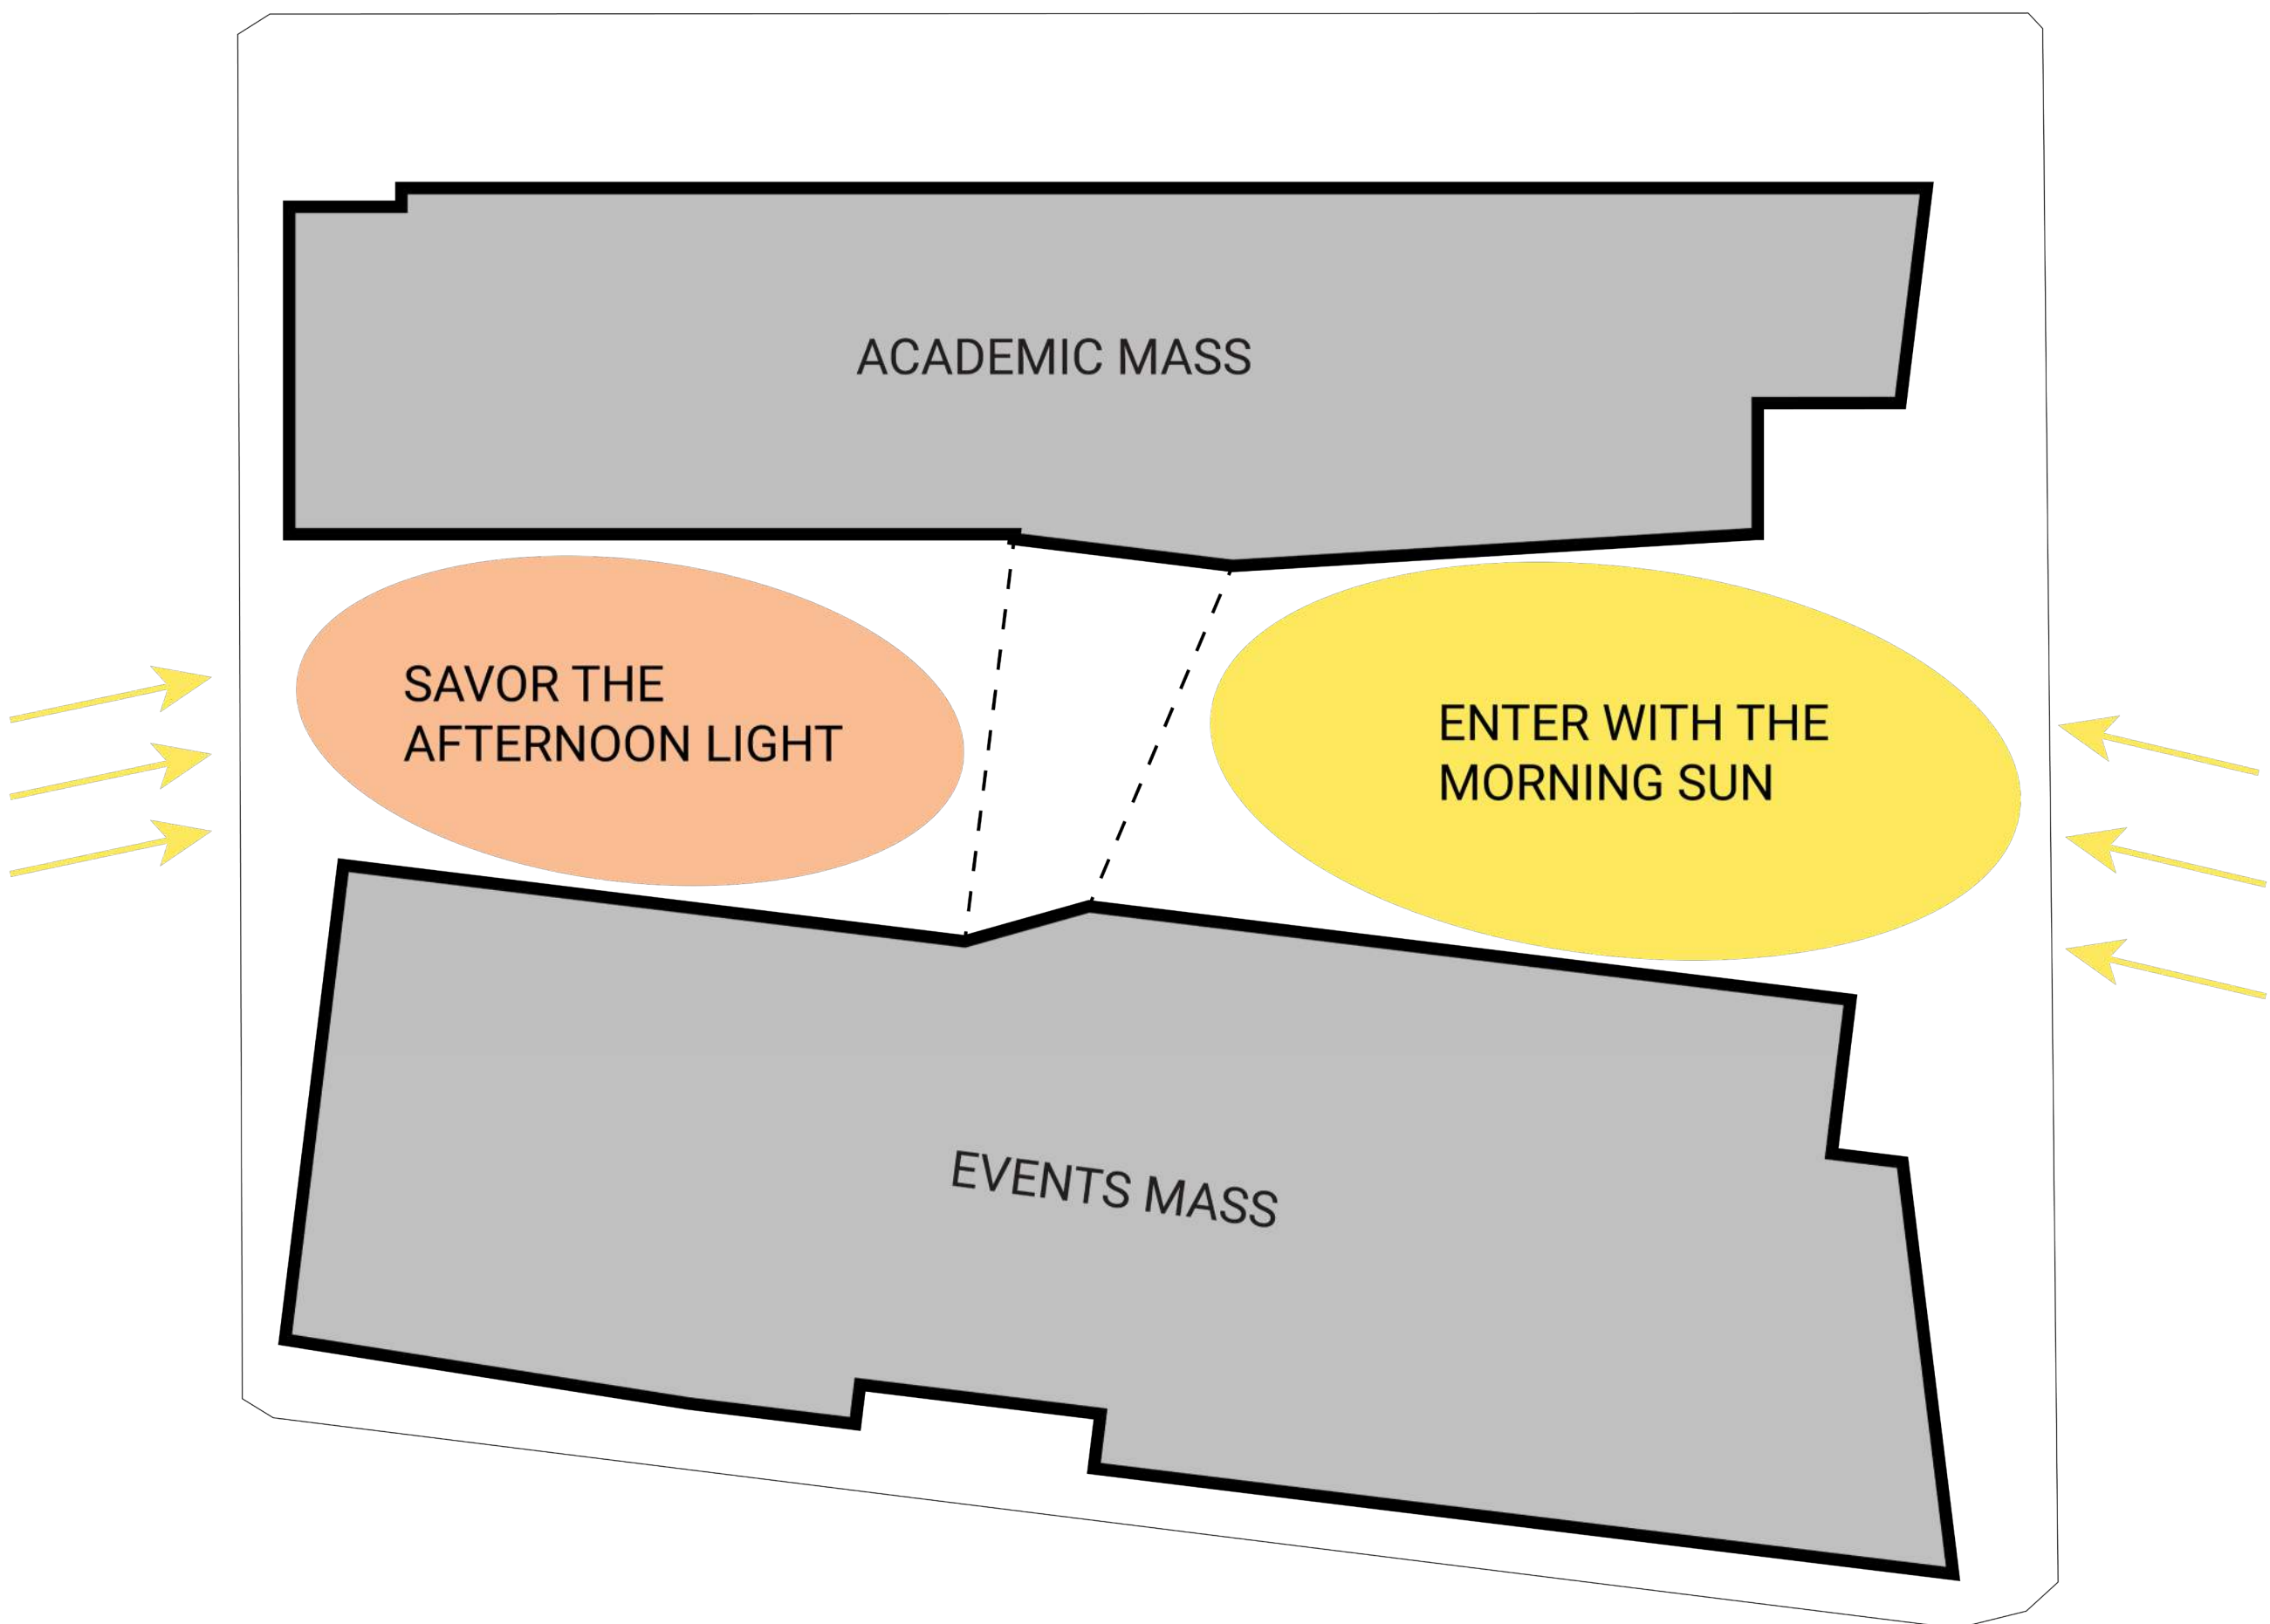 ACADEMIC MASS
SAVOR THE
AFTERNOON LIGHT
ENTER WITH THE
MORNING SUN
EVENTS MASS